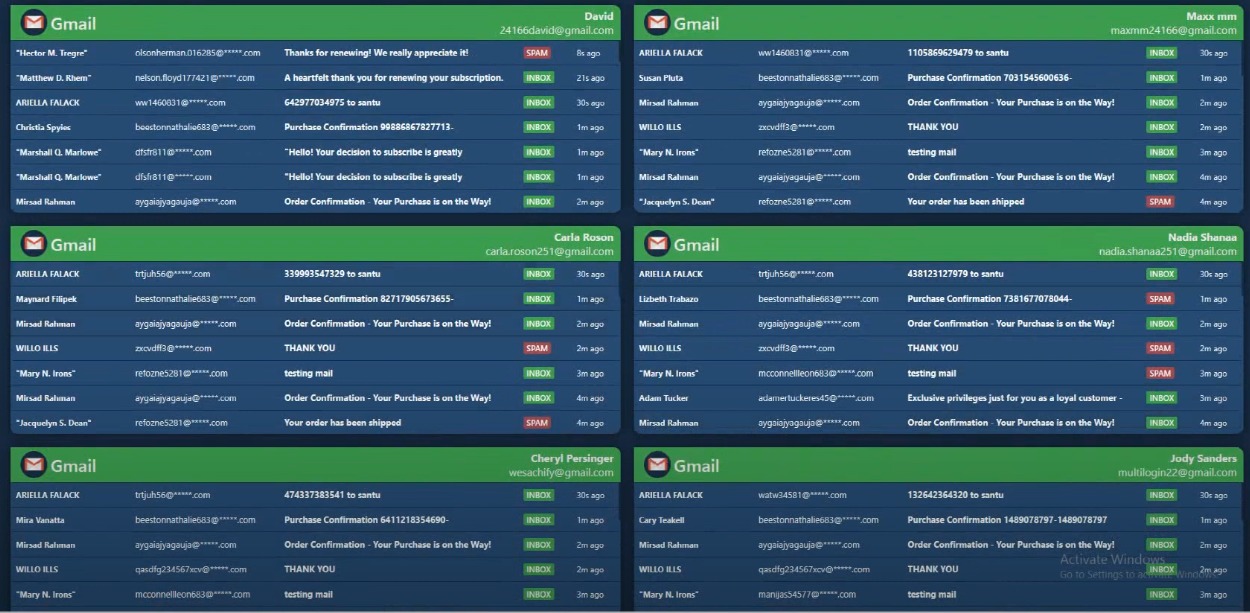 Gmail David
24166david@gmail.com
"Hector M. Tregre" olsonherman.016285@*****.com Thanks for renewing! We really appreciate it! SPAM 8s ago
"Matthew D. Rhem" nelson.floyd177421@*****.com A heartfelt thank you for renewing your subscription. INBOX 21s ago
ARIELLA FALACK ww1460831@*****.com 642977034975 to santu INBOX 30s ago
Christia Spyies beestonnathalie683@*****.com Purchase Confirmation 99886867827713- INBOX 1m ago
"Marshall Q. Marlowe" dfsfr811@*****.com "Hello! Your decision to subscribe is greatly INBOX 1m ago
"Marshall Q. Marlowe" dfsfr811@*****.com "Hello! Your decision to subscribe is greatly INBOX 1m ago
Mirsad Rahman aygaiajyagauja@*****.com Order Confirmation - Your Purchase is on the Way! INBOX 2m ago
Gmail Maxx mm
maxmm24166@gmail.com
ARIELLA FALACK ww1460831@*****.com 1105869629479 to santu INBOX 30s ago
Susan Pluta beestonnathalie683@*****.com Purchase Confirmation 7031545600636- INBOX 1m ago
Mirsad Rahman aygaiajyagauja@*****.com Order Confirmation - Your Purchase is on the Way! INBOX 2m ago
WILLO ILLS zxcvdff3@*****.com THANK YOU INBOX 2m ago
"Mary N. Irons" refozne5281@*****.com testing mail INBOX 3m ago
Mirsad Rahman aygaiajyagauja@*****.com Order Confirmation - Your Purchase is on the Way! INBOX 4m ago
"Jacquelyn S. Dean" refozne5281@*****.com Your order has been shipped SPAM 4m ago
Gmail Carla Roson
carla.roson251@gmail.com
ARIELLA FALACK trtjuh56@*****.com 339993547329 to santu INBOX 30s ago
Maynard Filipek beestonnathalie683@*****.com Purchase Confirmation 82717905673655- INBOX 1m ago
Mirsad Rahman aygaiajyagauja@*****.com Order Confirmation - Your Purchase is on the Way! INBOX 2m ago
WILLO ILLS zxcvdff3@*****.com THANK YOU SPAM 2m ago
"Mary N. Irons" refozne5281@*****.com testing mail INBOX 3m ago
Mirsad Rahman aygaiajyagauja@*****.com Order Confirmation - Your Purchase is on the Way! INBOX 4m ago
"Jacquelyn S. Dean" refozne5281@*****.com Your order has been shipped SPAM 4m ago
Gmail Nadia Shanaa
nadia.shanaa251@gmail.com
ARIELLA FALACK trtjuh56@*****.com 438123127979 to santu INBOX 30s ago
Lizbeth Trabazo beestonnathalie683@*****.com Purchase Confirmation 7381677078044- SPAM 1m ago
Mirsad Rahman aygaiajyagauja@*****.com Order Confirmation - Your Purchase is on the Way! INBOX 2m ago
WILLO ILLS zxcvdff3@*****.com THANK YOU SPAM 2m ago
"Mary N. Irons" mcconnellleon683@*****.com testing mail SPAM 3m ago
Adam Tucker adamertuckeres45@*****.com Exclusive privileges just for you as a loyal customer - INBOX 3m ago
Mirsad Rahman aygaiajyagauja@*****.com Order Confirmation - Your Purchase is on the Way! INBOX 4m ago
Gmail Cheryl Persinger
wesachify@gmail.com
ARIELLA FALACK trtjuh56@*****.com 474337383541 to santu INBOX 30s ago
Mira Vanatta beestonnathalie683@*****.com Purchase Confirmation 6411218354690- INBOX 1m ago
Mirsad Rahman aygaiajyagauja@*****.com Order Confirmation - Your Purchase is on the Way! INBOX 2m ago
WILLO ILLS qasdfg234567xcv@*****.com THANK YOU INBOX 2m ago
"Mary N. Irons" mcconnellleon683@*****.com testing mail INBOX 3m ago
Gmail Jody Sanders
multilogin22@gmail.com
ARIELLA FALACK watw34581@*****.com 132642364320 to santu INBOX 30s ago
Cary Teakell beestonnathalie683@*****.com Purchase Confirmation 1489078797-1489078797 INBOX 1m ago
Mirsad Rahman aygaiajyagauja@*****.com Order Confirmation - Your Purchase is on the Way! INBOX 2m ago
WILLO ILLS qasdfg234567xcv@*****.com THANK YOU INBOX 2m ago
"Mary N. Irons" manijas54577@*****.com testing mail INBOX 3m ago
Activate Windows
Go to Settings to activate Windows.